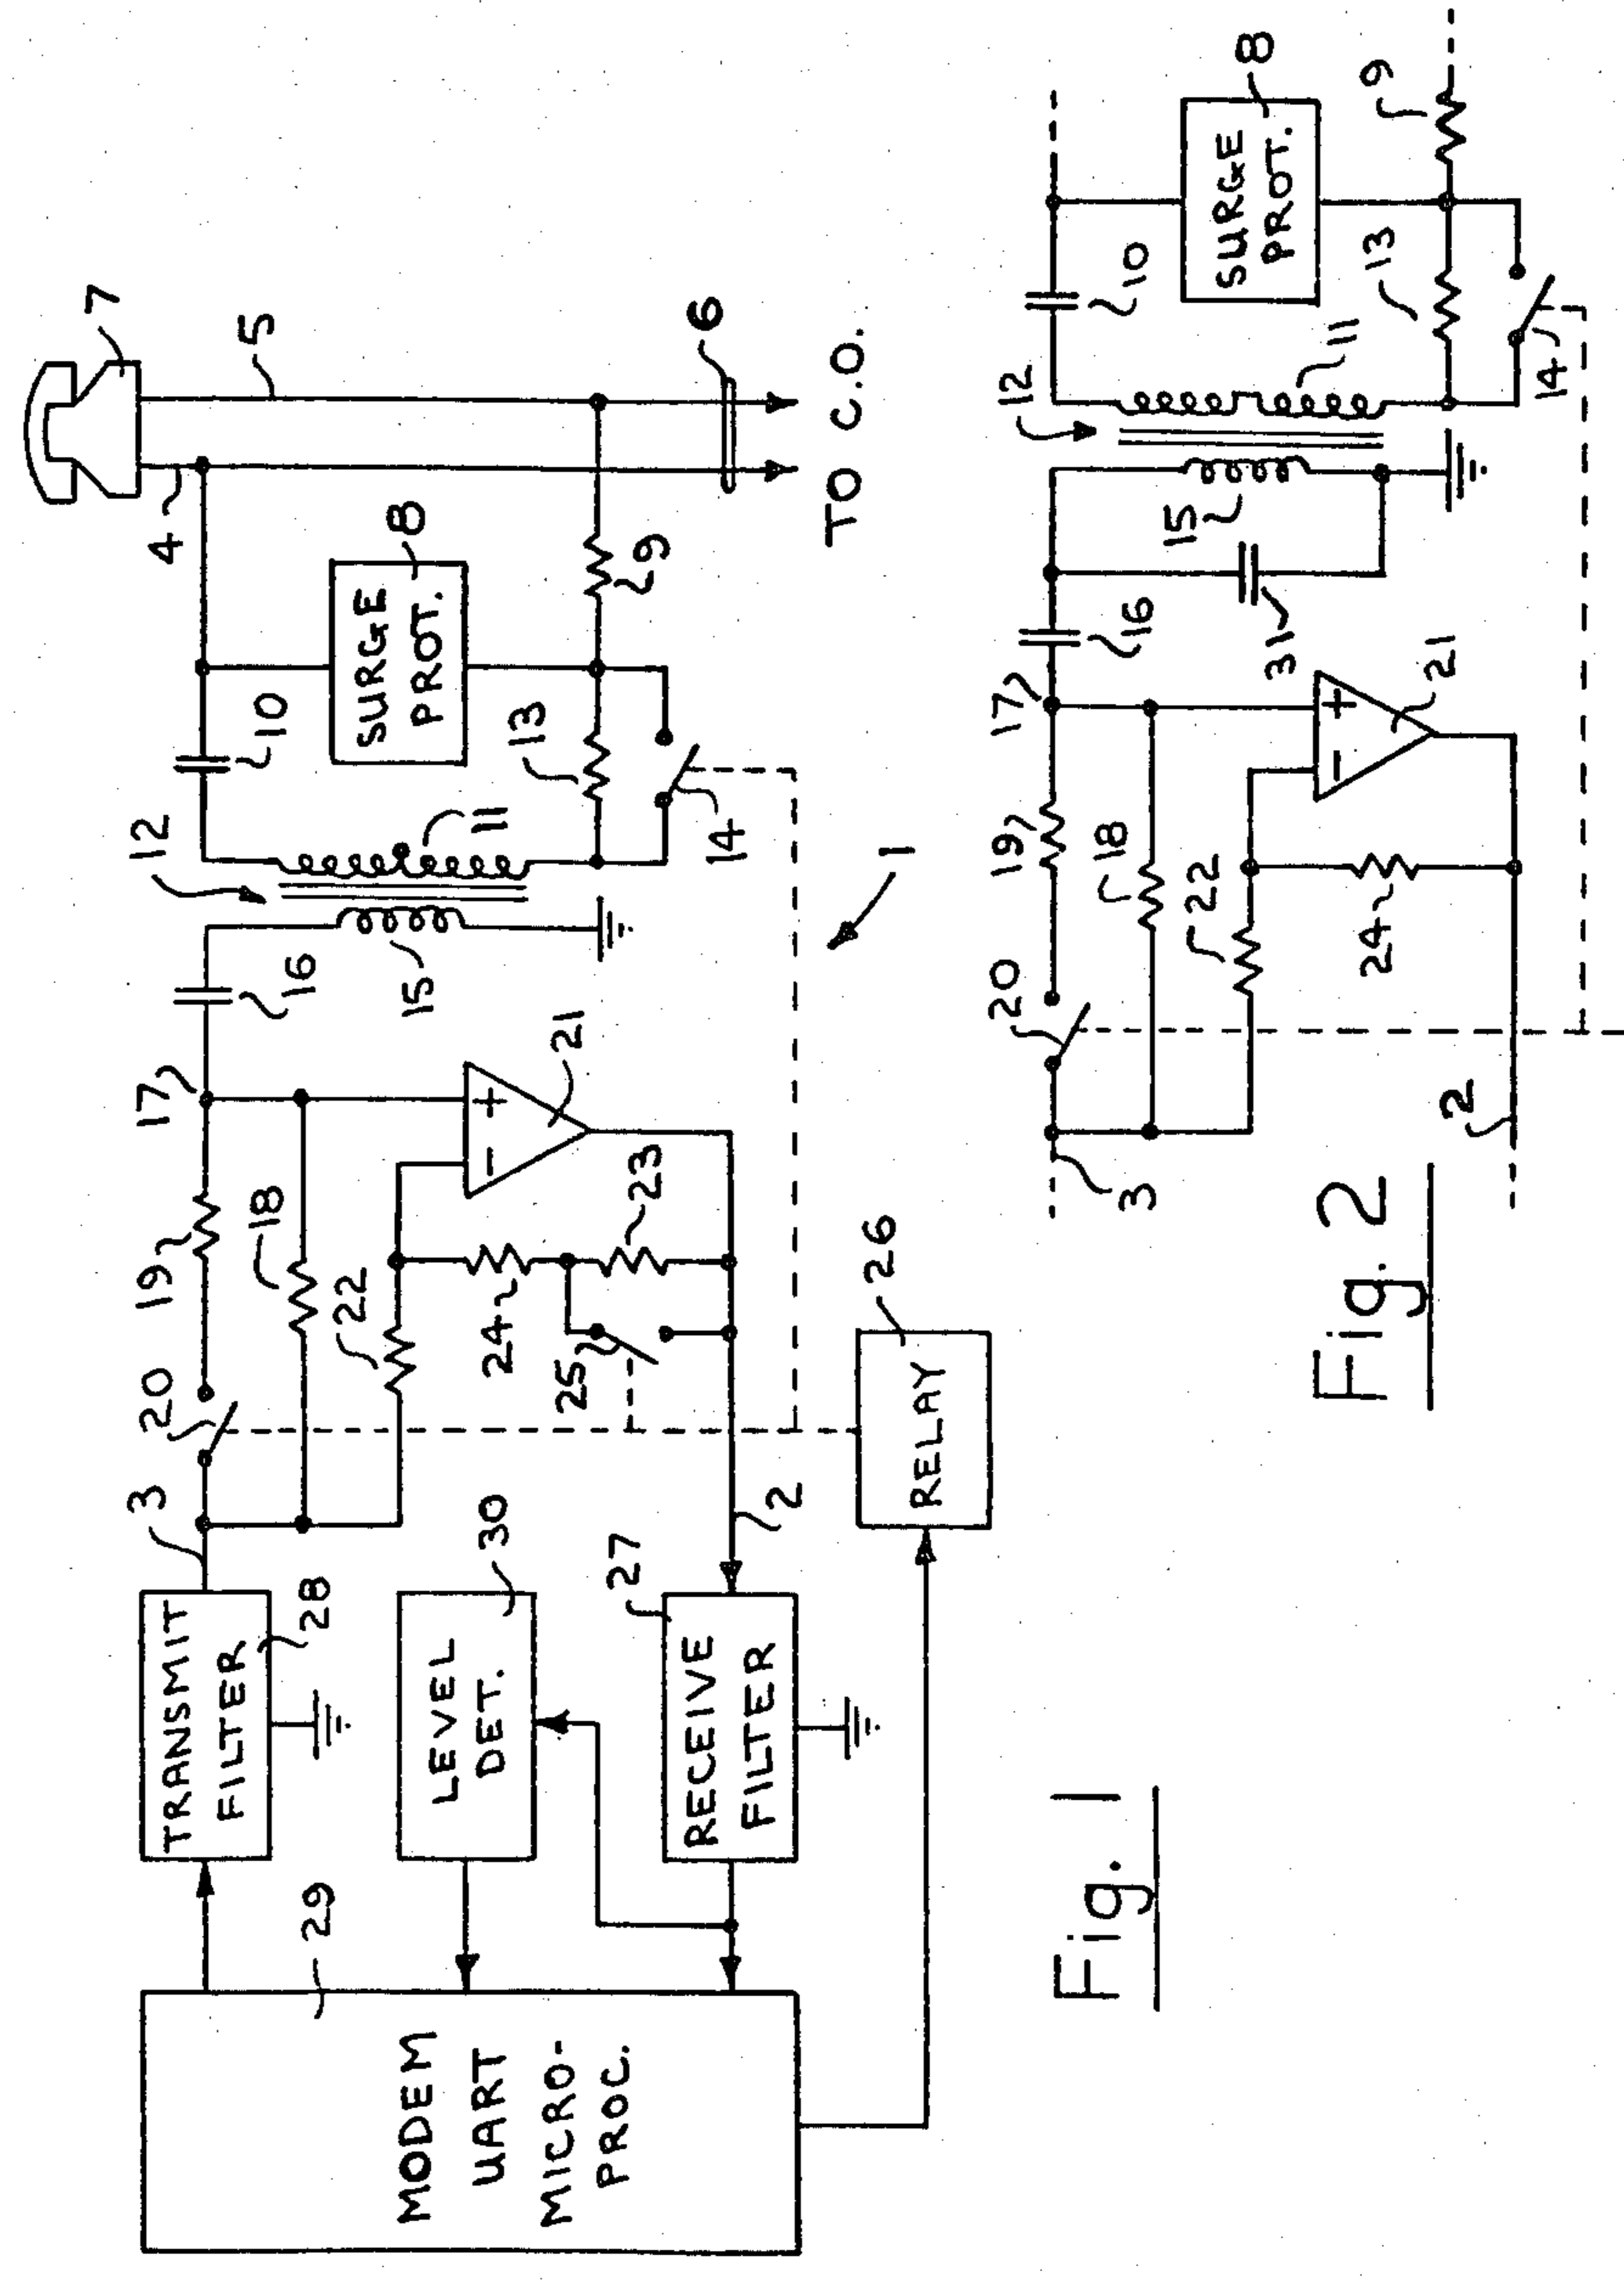 MODEM
UART
MICRO-
PROC.
29
TRANSMIT
FILTER
28
LEVEL
DET.
30
RECEIVE
FILTER
27
RELAY
26
3
2
20
19
18
22
17
24
25
23
21
+
−
16
15
12
11
10
13
14
SURGE
PROT.
8
9
4
5
7
6
TO C.O.
1
Fig. 1
3
2
20
19
18
22
17
24
21
+
−
16
31
15
12
11
10
13
14
SURGE
PROT.
8
9
Fig. 2